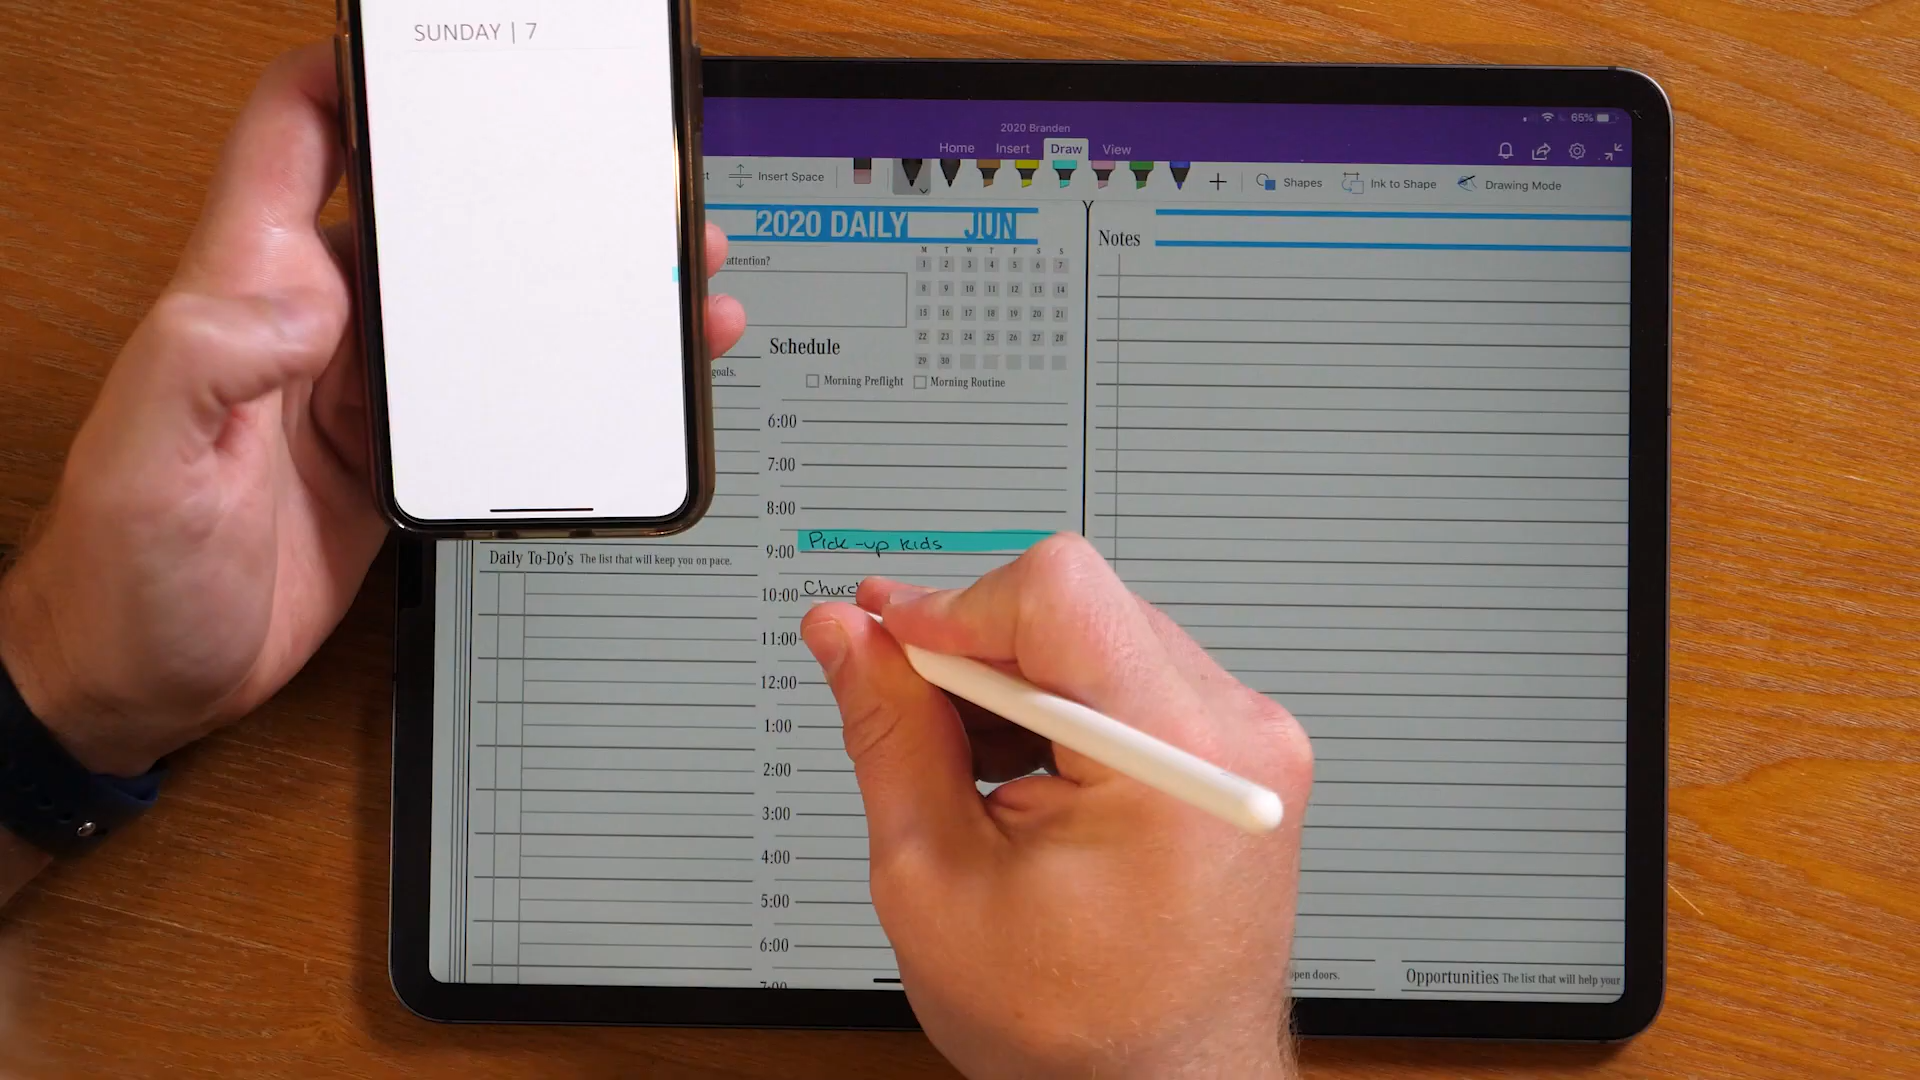 SUNDAY | 7
65%
2020 Branden
Home Insert Draw View
Insert Space
Shapes
Ink to Shape
Drawing Mode
2020 DAILY JUN
attention?
M T W T F S S
1 2 3 4 5 6 7
8 9 10 11 12 13 14
15 16 17 18 19 20 21
22 23 24 25 26 27 28
29 30
Schedule
goals.
Morning Preflight Morning Routine
6:00
7:00
8:00
Pick-up kids
9:00
10:00 Churc
11:00
12:00
1:00
2:00
3:00
4:00
5:00
6:00
7:00
Daily To-Do's The list that will keep you on pace.
Notes
open doors.
Opportunities The list that will help your